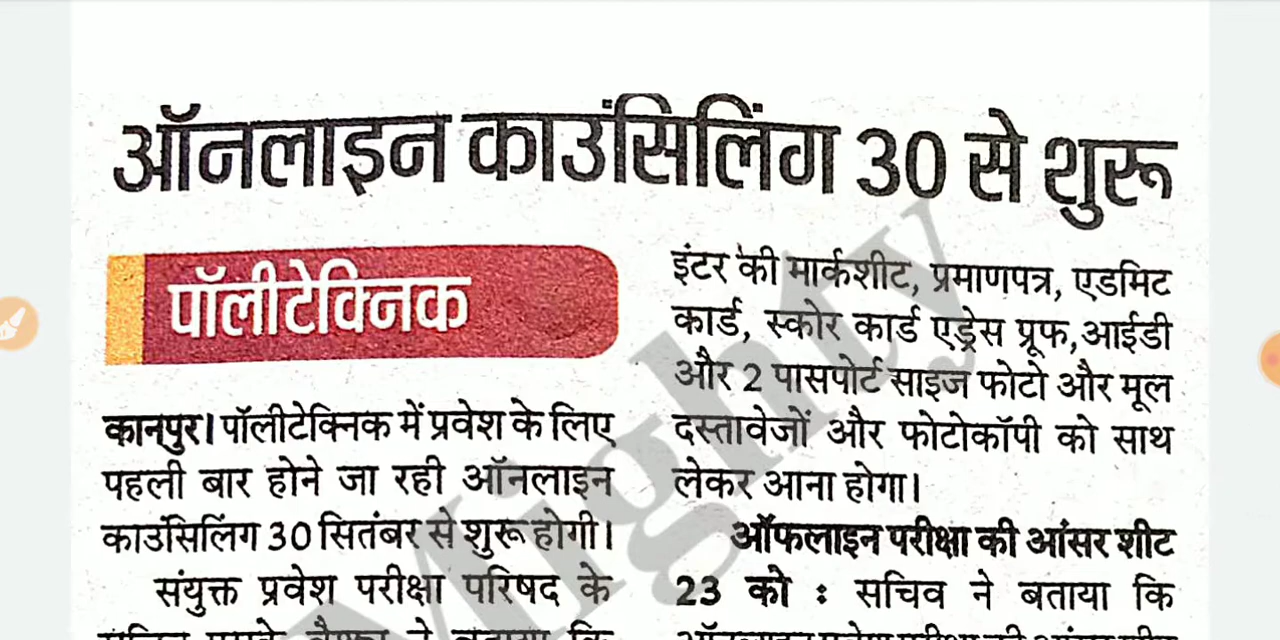 ऑनलाइन काउंसिलिंग 30 से शुरू
पॉलीटेक्निक
कानपुर। पॉलीटेक्निक में प्रवेश के लिए
पहली बार होने जा रही ऑनलाइन
काउंसिलिंग 30 सितंबर से शुरू होगी।
संयुक्त प्रवेश परीक्षा परिषद के
इंटर की मार्कशीट, प्रमाणपत्र, एडमिट
कार्ड, स्कोर कार्ड एड्रेस प्रूफ,आईडी
और 2 पासपोर्ट साइज फोटो और मूल
दस्तावेजों और फोटोकॉपी को साथ
लेकर आना होगा।
ऑफलाइन परीक्षा की आंसर शीट
23 को : सचिव ने बताया कि
Mighty